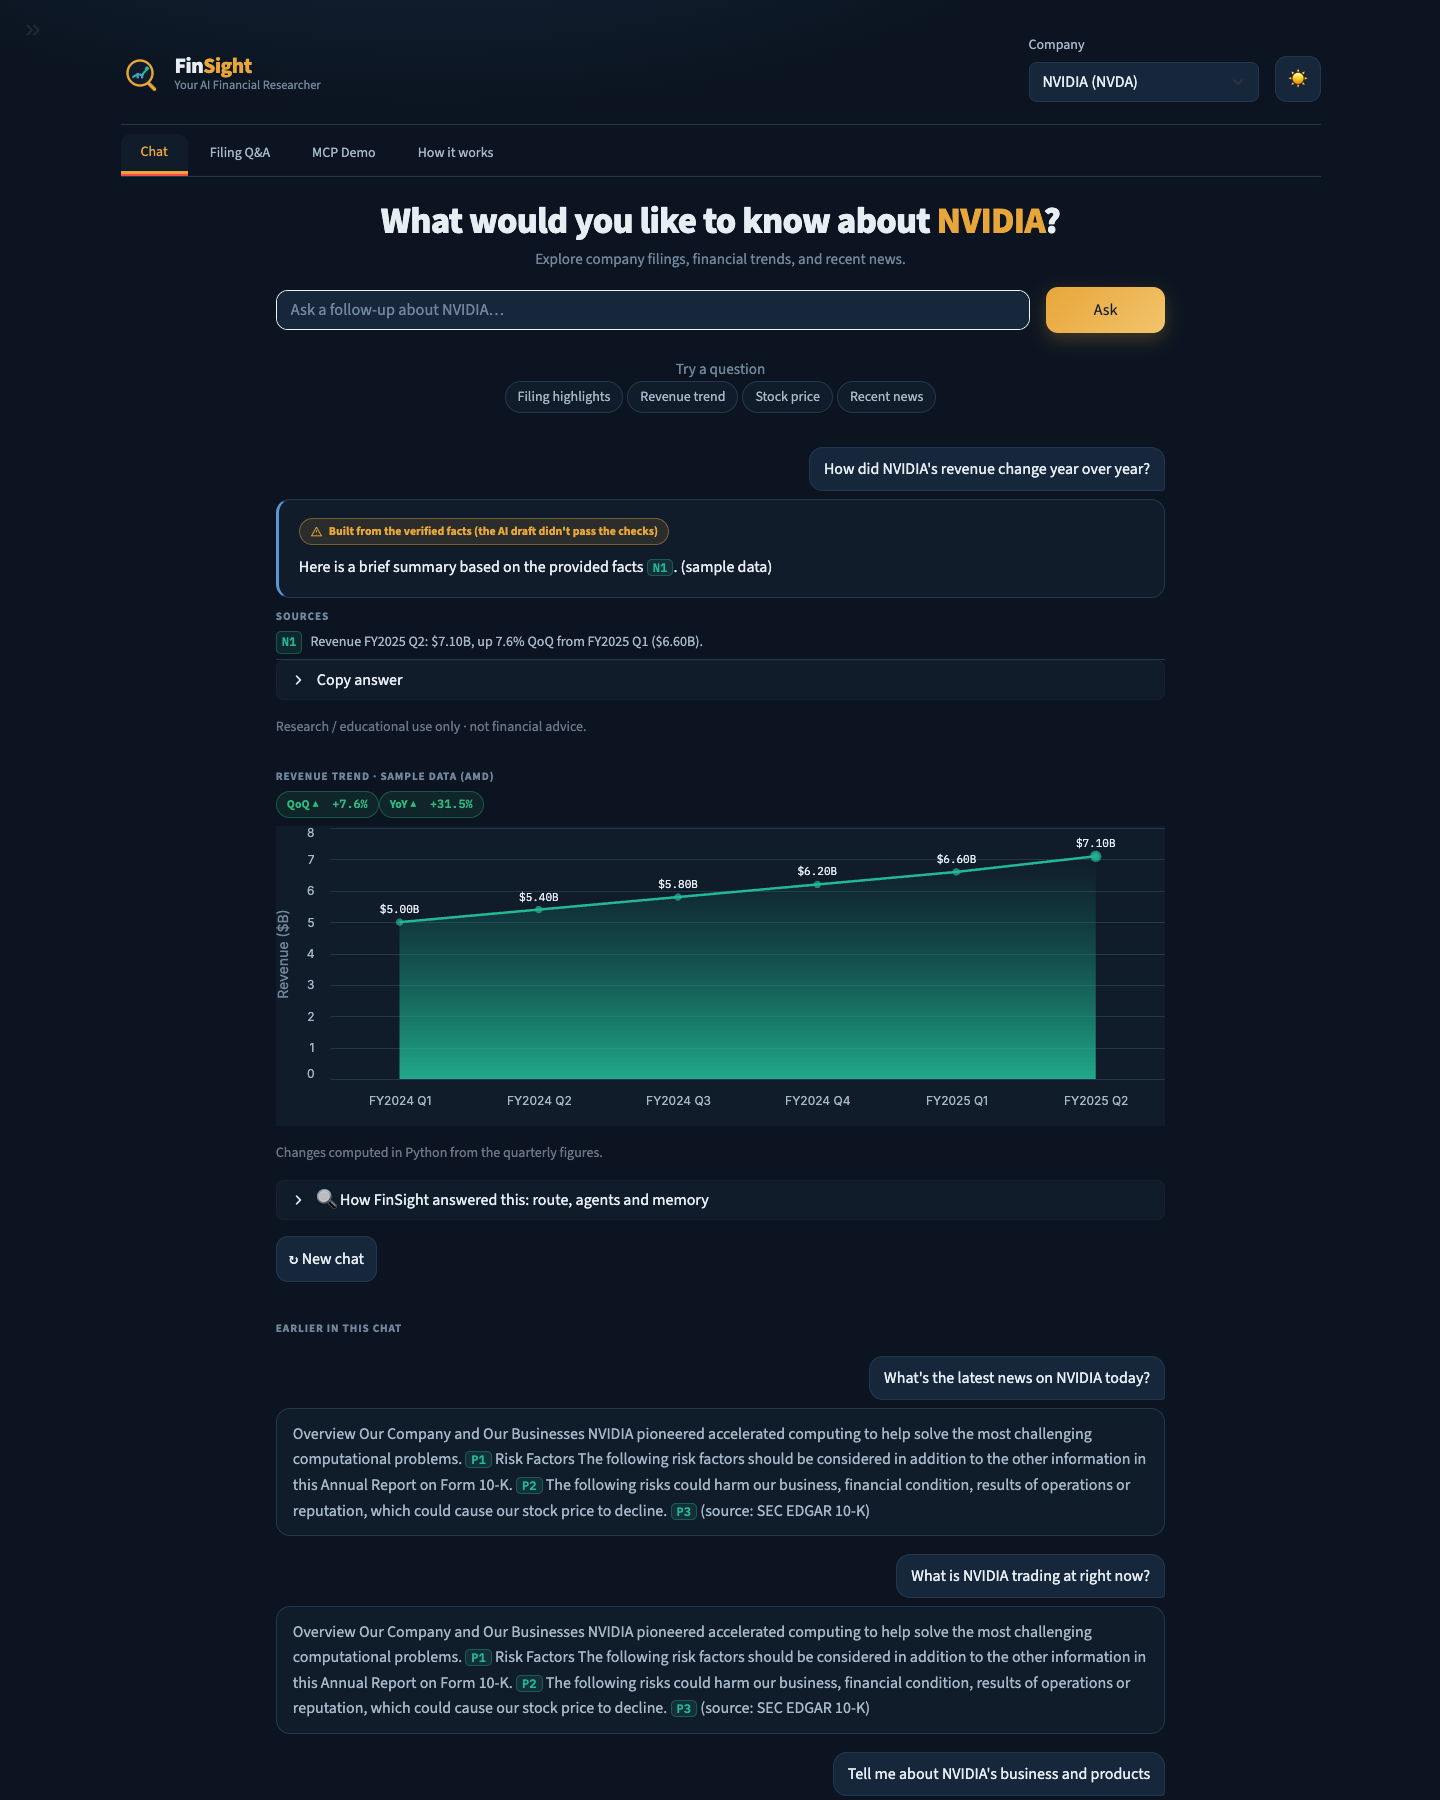 FinSight
Your AI Financial Researcher
Company
NVIDIA (NVDA)
Chat
Filing Q&A
MCP Demo
How it works
What would you like to know about NVIDIA?
Explore company filings, financial trends, and recent news.
Ask a follow-up about NVIDIA…
Ask
Try a question
Filing highlights
Revenue trend
Stock price
Recent news
How did NVIDIA's revenue change year over year?
⚠ Built from the verified facts (the AI draft didn't pass the checks)
Here is a brief summary based on the provided facts N1. (sample data)
SOURCES
N1 Revenue FY2025 Q2: $7.10B, up 7.6% QoQ from FY2025 Q1 ($6.60B).
Copy answer
Research / educational use only · not financial advice.
REVENUE TREND · SAMPLE DATA (AMD)
QoQ ▲ +7.6%
YoY ▲ +31.5%
Revenue ($B)
8
7
6
5
4
3
2
1
0
$5.00B
$5.40B
$5.80B
$6.20B
$6.60B
$7.10B
FY2024 Q1
FY2024 Q2
FY2024 Q3
FY2024 Q4
FY2025 Q1
FY2025 Q2
Changes computed in Python from the quarterly figures.
How FinSight answered this: route, agents and memory
↻ New chat
EARLIER IN THIS CHAT
What's the latest news on NVIDIA today?
Overview Our Company and Our Businesses NVIDIA pioneered accelerated computing to help solve the most challenging
computational problems. P1 Risk Factors The following risk factors should be considered in addition to the other information in
this Annual Report on Form 10-K. P2 The following risks could harm our business, financial condition, results of operations or
reputation, which could cause our stock price to decline. P3 (source: SEC EDGAR 10-K)
What is NVIDIA trading at right now?
Overview Our Company and Our Businesses NVIDIA pioneered accelerated computing to help solve the most challenging
computational problems. P1 Risk Factors The following risk factors should be considered in addition to the other information in
this Annual Report on Form 10-K. P2 The following risks could harm our business, financial condition, results of operations or
reputation, which could cause our stock price to decline. P3 (source: SEC EDGAR 10-K)
Tell me about NVIDIA's business and products